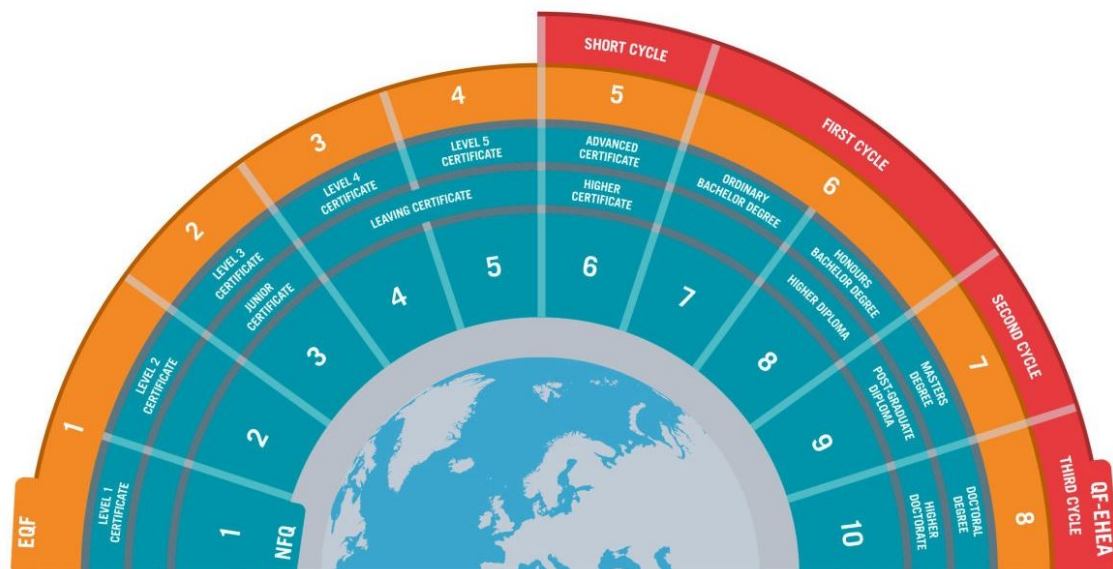 SHORT CYCLE
FIRST CYCLE
SECOND CYCLE
THIRD CYCLE
QF-EHEA
EQF
1
2
3
4
5
6
7
8
LEVEL 1
CERTIFICATE
LEVEL 2
CERTIFICATE
LEVEL 3
CERTIFICATE
LEVEL 4
CERTIFICATE
LEVEL 5
CERTIFICATE
ADVANCED
CERTIFICATE
ORDINARY
BACHELOR DEGREE
HONOURS
BACHELOR DEGREE
MASTERS
DEGREE
DOCTORAL
DEGREE
JUNIOR
CERTIFICATE
LEAVING CERTIFICATE
HIGHER
CERTIFICATE
HIGHER DIPLOMA
POST-GRADUATE
DIPLOMA
HIGHER
DOCTORATE
NFQ
1
2
3
4
5
6
7
8
9
10